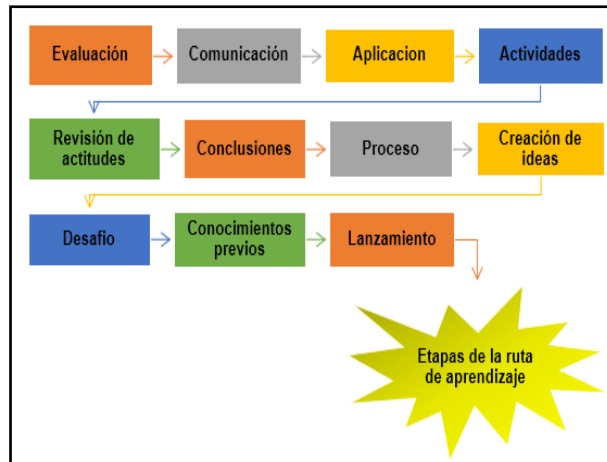 Evaluación
Comunicación
Aplicacion
Actividades
Revisión de
actitudes
Conclusiones
Proceso
Creación de
ideas
Desafio
Conocimientos
previos
Lanzamiento
Etapas de la ruta
de aprendizaje